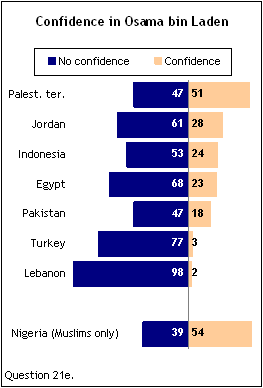 Confidence in Osama bin Laden
No confidence Confidence
Palest. ter. 47 51
Jordan 61 28
Indonesia 53 24
Egypt 68 23
Pakistan 47 18
Turkey 77 3
Lebanon 98 2
Nigeria (Muslims only) 39 54
Question 21e.